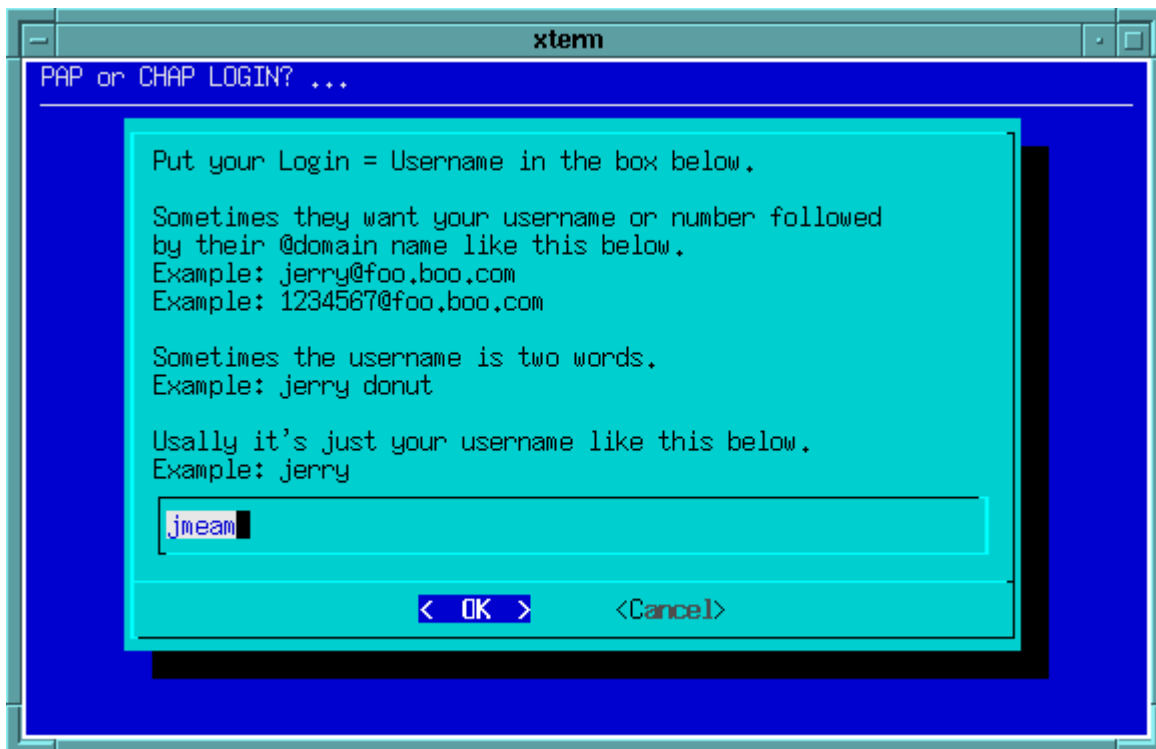 xterm
PAP or CHAP LOGIN? ...
Put your Login = Username in the box below.
Sometimes they want your username or number followed
by their @domain name like this below.
Example: jerry@foo.boo.com
Example: 1234567@foo.boo.com
Sometimes the username is two words.
Example: jerry donut
Usally it's just your username like this below.
Example: jerry
jmeam
< OK > <Cancel>